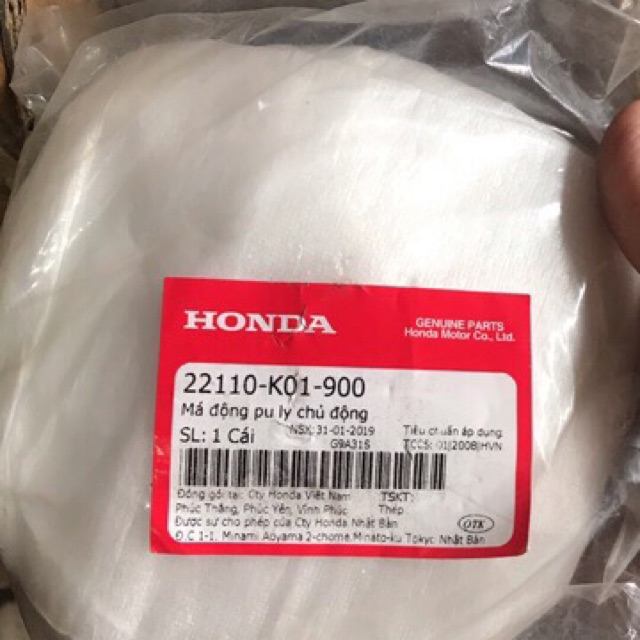 HONDA
GENUINE PARTS
Honda Motor Co., Ltd.
22110-K01-900
Má động pu ly chủ động
SL: 1 Cái
NSX: 31-01-2019
G9A31S
Tiêu chuẩn áp dụng
TCCS: 01|2008|HVN
Đóng gói tại: Cty Honda Việt Nam
Phúc Thắng, Phúc Yên, Vĩnh Phúc
TSKT:
Thép
Được sự cho phép của Cty Honda Nhật Bản
Đ.C 1-1, Minami Aoyama 2-chome, Minato-ku Tokyo Nhật Bản
QTK